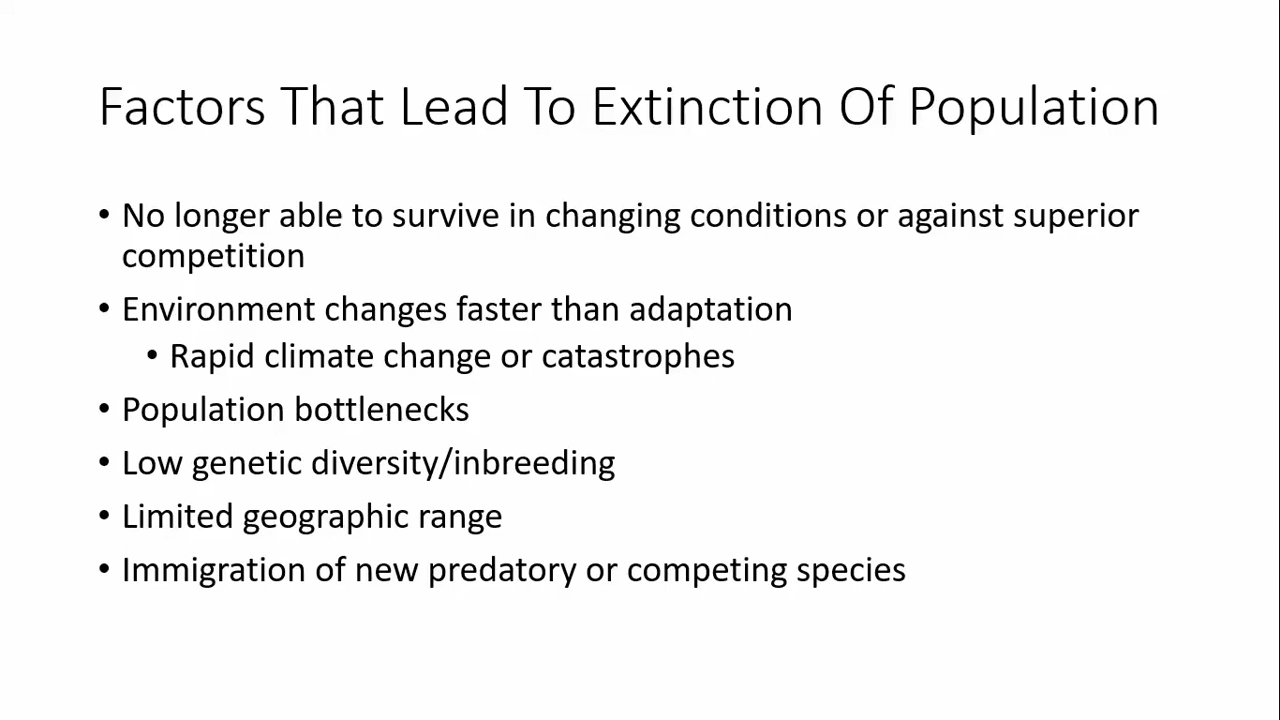 Factors That Lead To Extinction Of Population
• No longer able to survive in changing conditions or against superior
competition
• Environment changes faster than adaptation
• Rapid climate change or catastrophes
• Population bottlenecks
• Low genetic diversity/inbreeding
• Limited geographic range
• Immigration of new predatory or competing species